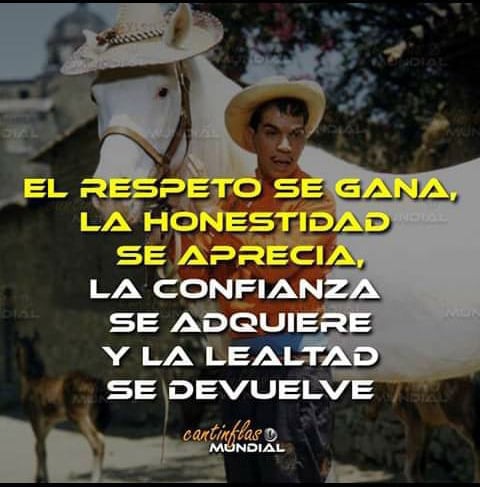 EL RESPETO SE GANA,
LA HONESTIDAD
SE APRECIA,
LA CONFIANZA
SE ADQUIERE
Y LA LEALTAD
SE DEVUELVE
cantinflas
MUNDIAL